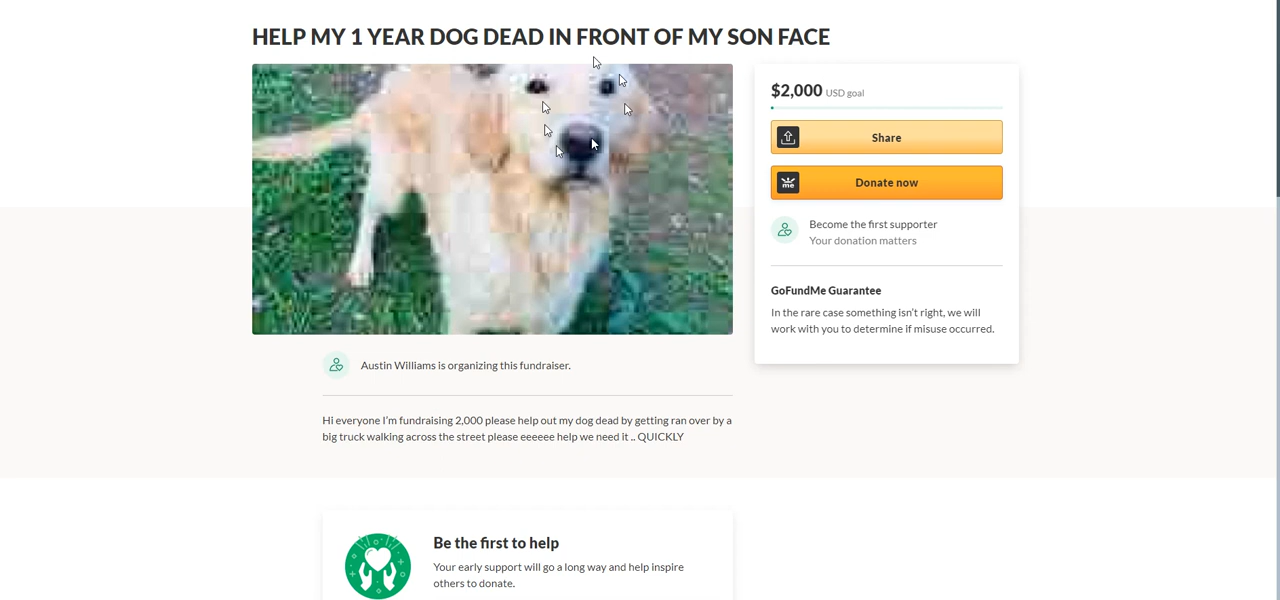 HELP MY 1 YEAR DOG DEAD IN FRONT OF MY SON FACE
$2,000 USD goal
Share
me
Donate now
Become the first supporter
Your donation matters
GoFundMe Guarantee
In the rare case something isn’t right, we will
work with you to determine if misuse occurred.
Austin Williams is organizing this fundraiser.
Hi everyone I’m fundraising 2,000 please help out my dog dead by getting ran over by a
big truck walking across the street please eeeeee help we need it .. QUICKLY
Be the first to help
Your early support will go a long way and help inspire
others to donate.